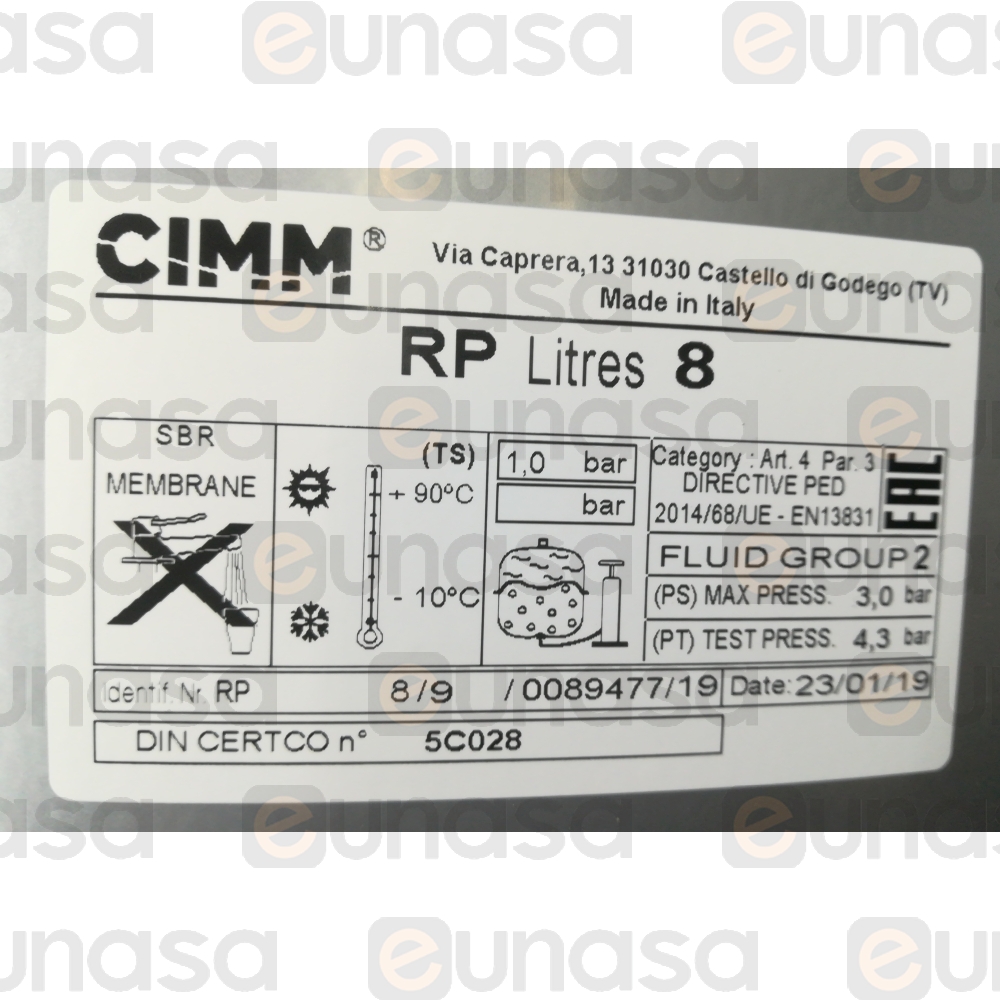 CIMM®
Via Caprera,13 31030 Castello di Godego (TV)
Made in Italy
RP Litres 8
SBR
MEMBRANE
(TS)
+ 90°C
- 10°C
1,0 bar
bar
Category : Art. 4 Par. 3
DIRECTIVE PED
2014/68/UE - EN13831
EAC
FLUID GROUP 2
(PS) MAX PRESS. 3,0 bar
(PT) TEST PRESS. 4,3 bar
Identif. Nr. RP 8/9 /0089477/19 Date: 23/01/19
DIN CERTCO n° 5C028
eunasa